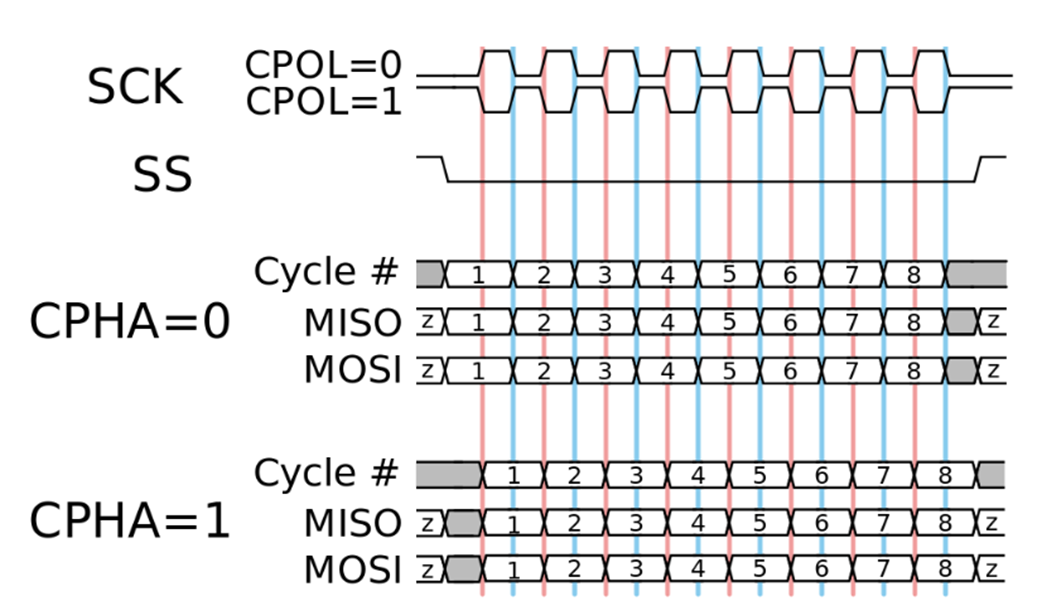 SCK CPOL=0
CPOL=1
SS
Cycle # 1 2 3 4 5 6 7 8
CPHA=0 MISO z 1 2 3 4 5 6 7 8 z
MOSI z 1 2 3 4 5 6 7 8 z
Cycle # 1 2 3 4 5 6 7 8
CPHA=1 MISO z 1 2 3 4 5 6 7 8 z
MOSI z 1 2 3 4 5 6 7 8 z